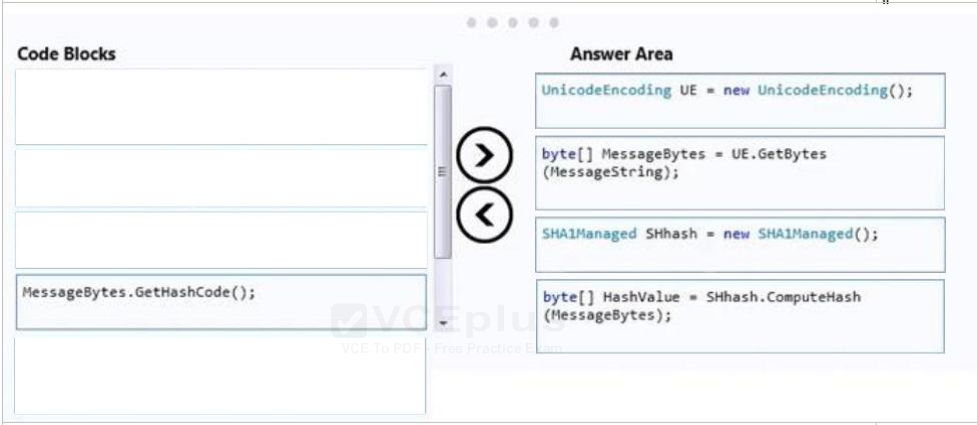 Code Blocks
Answer Area
UnicodeEncoding UE = new UnicodeEncoding();
byte[] MessageBytes = UE.GetBytes
(MessageString);
SHA1Managed SHhash = new SHA1Managed();
MessageBytes.GetHashCode();
byte[] HashValue = SHhash.ComputeHash
(MessageBytes);
VCEplus
VCE To PDF - Free Practice Exam